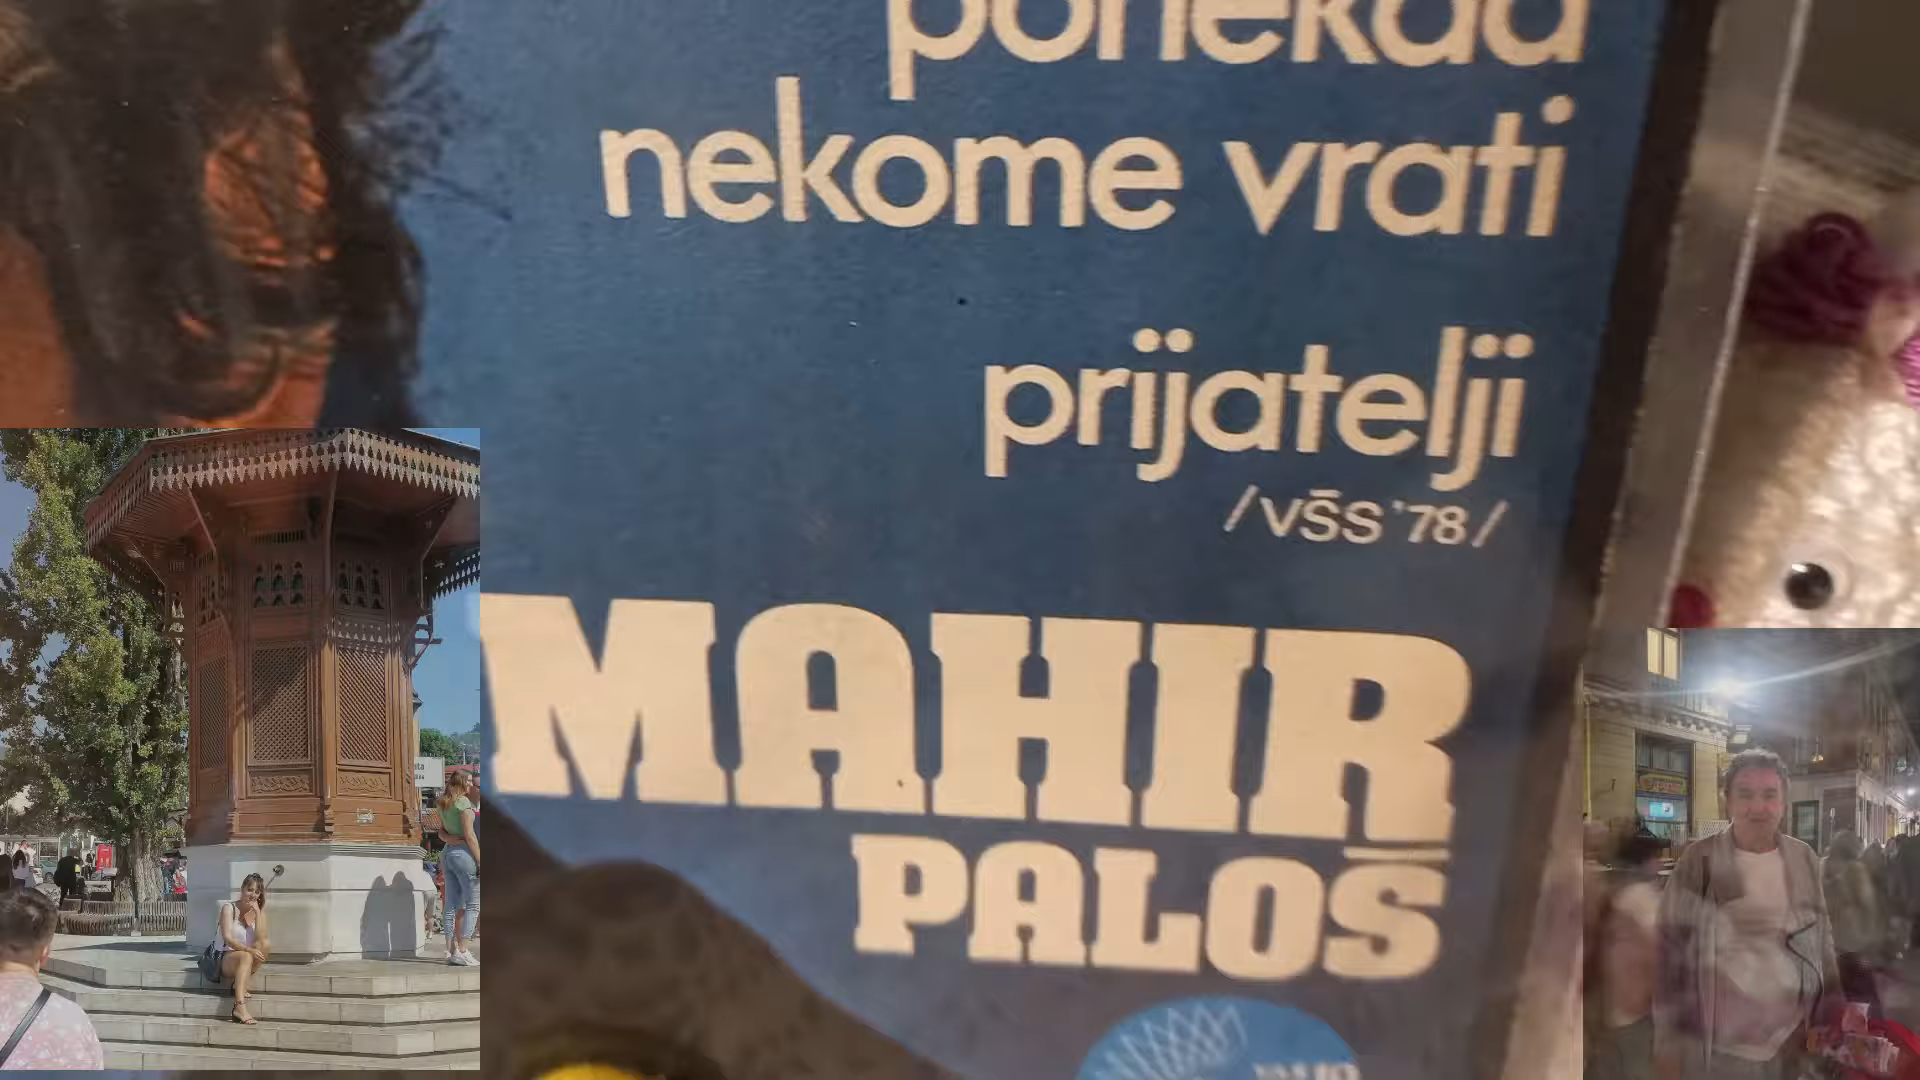 ponekad
nekome vrati
prijatelji
/VŠS '78/
MAHIR
PALOŠ